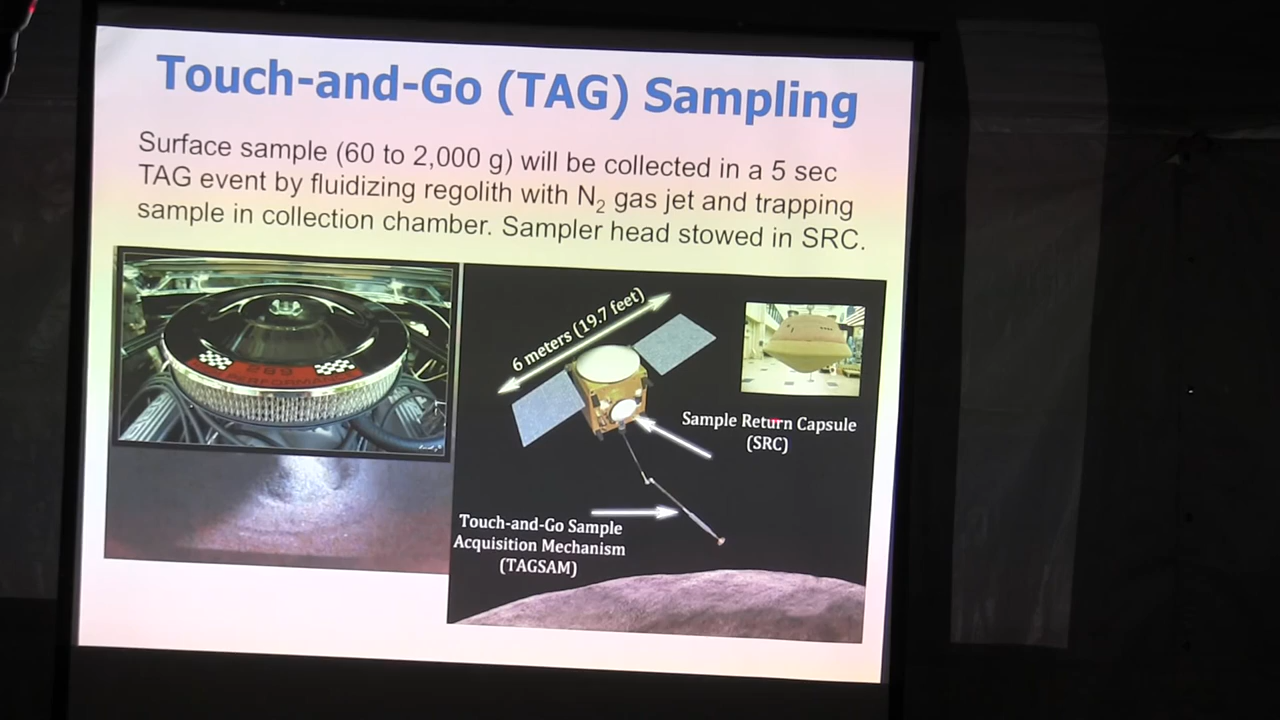 Touch-and-Go (TAG) Sampling
Surface sample (60 to 2,000 g) will be collected in a 5 sec
TAG event by fluidizing regolith with N₂ gas jet and trapping
sample in collection chamber. Sampler head stowed in SRC.
289
PERFORMANCE
6 meters (19.7 feet)
Sample Return Capsule
(SRC)
Touch-and-Go Sample
Acquisition Mechanism
(TAGSAM)